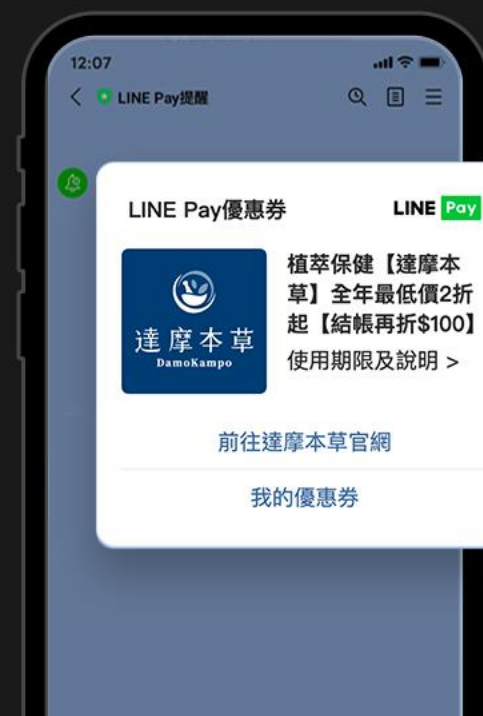 12:07
LINE Pay提醒
LINE Pay優惠券
LINE Pay
達摩本草
DamoKampo
植萃保健【達摩本
草】全年最低價2折
起【結帳再折$100】
使用期限及說明 >
前往達摩本草官網
我的優惠券